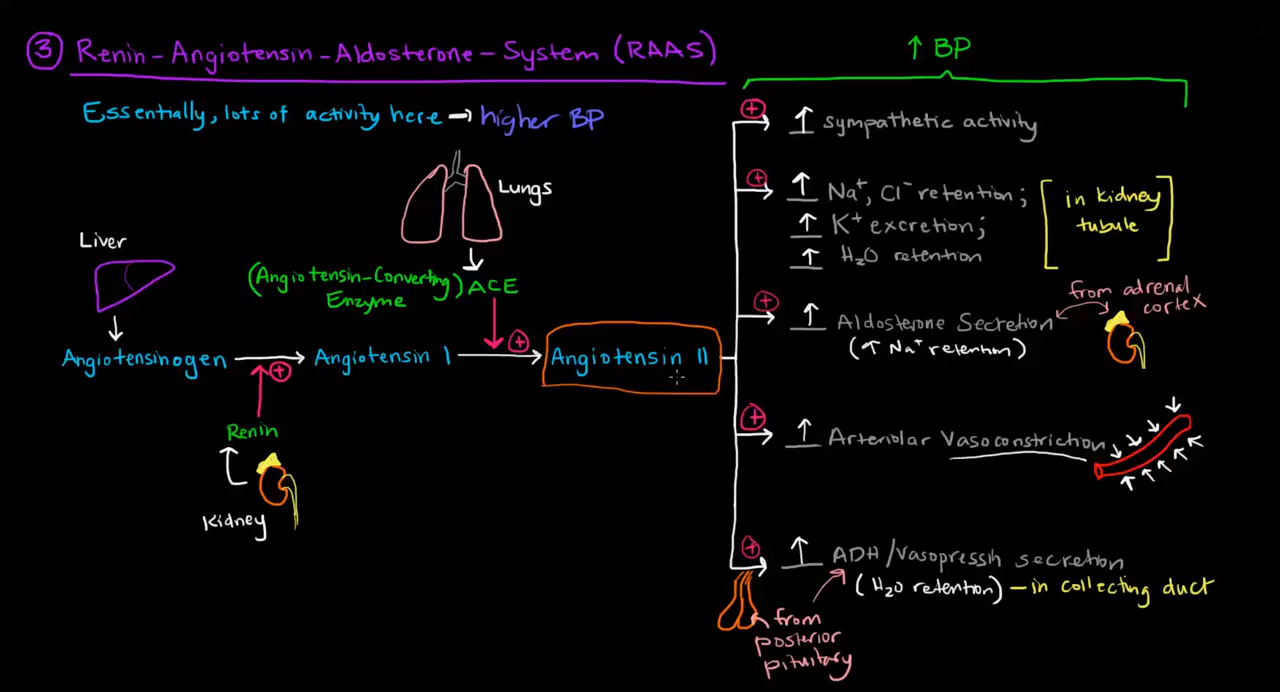 ③ Renin-Angiotensin-Aldosterone-System (RAAS)
↑ BP
Essentially, lots of activity here → higher BP
Lungs
Liver
(Angiotensin-Converting
Enzyme) ACE
Angiotensinogen → Angiotensin I → Angiotensin II
+
+
Renin
Kidney
+ ↑ sympathetic activity
+ ↑ Na⁺, Cl⁻ retention;
↑ K⁺ excretion;
↑ H₂O retention
[in kidney
tubule]
+ ↑ Aldosterone Secretion
(↑ Na⁺ retention)
from adrenal
cortex
+ ↑ Arteriolar Vasoconstriction
+ ↑ ADH/Vasopressin secretion
(H₂O retention) – in collecting duct
from
posterior
pituitary